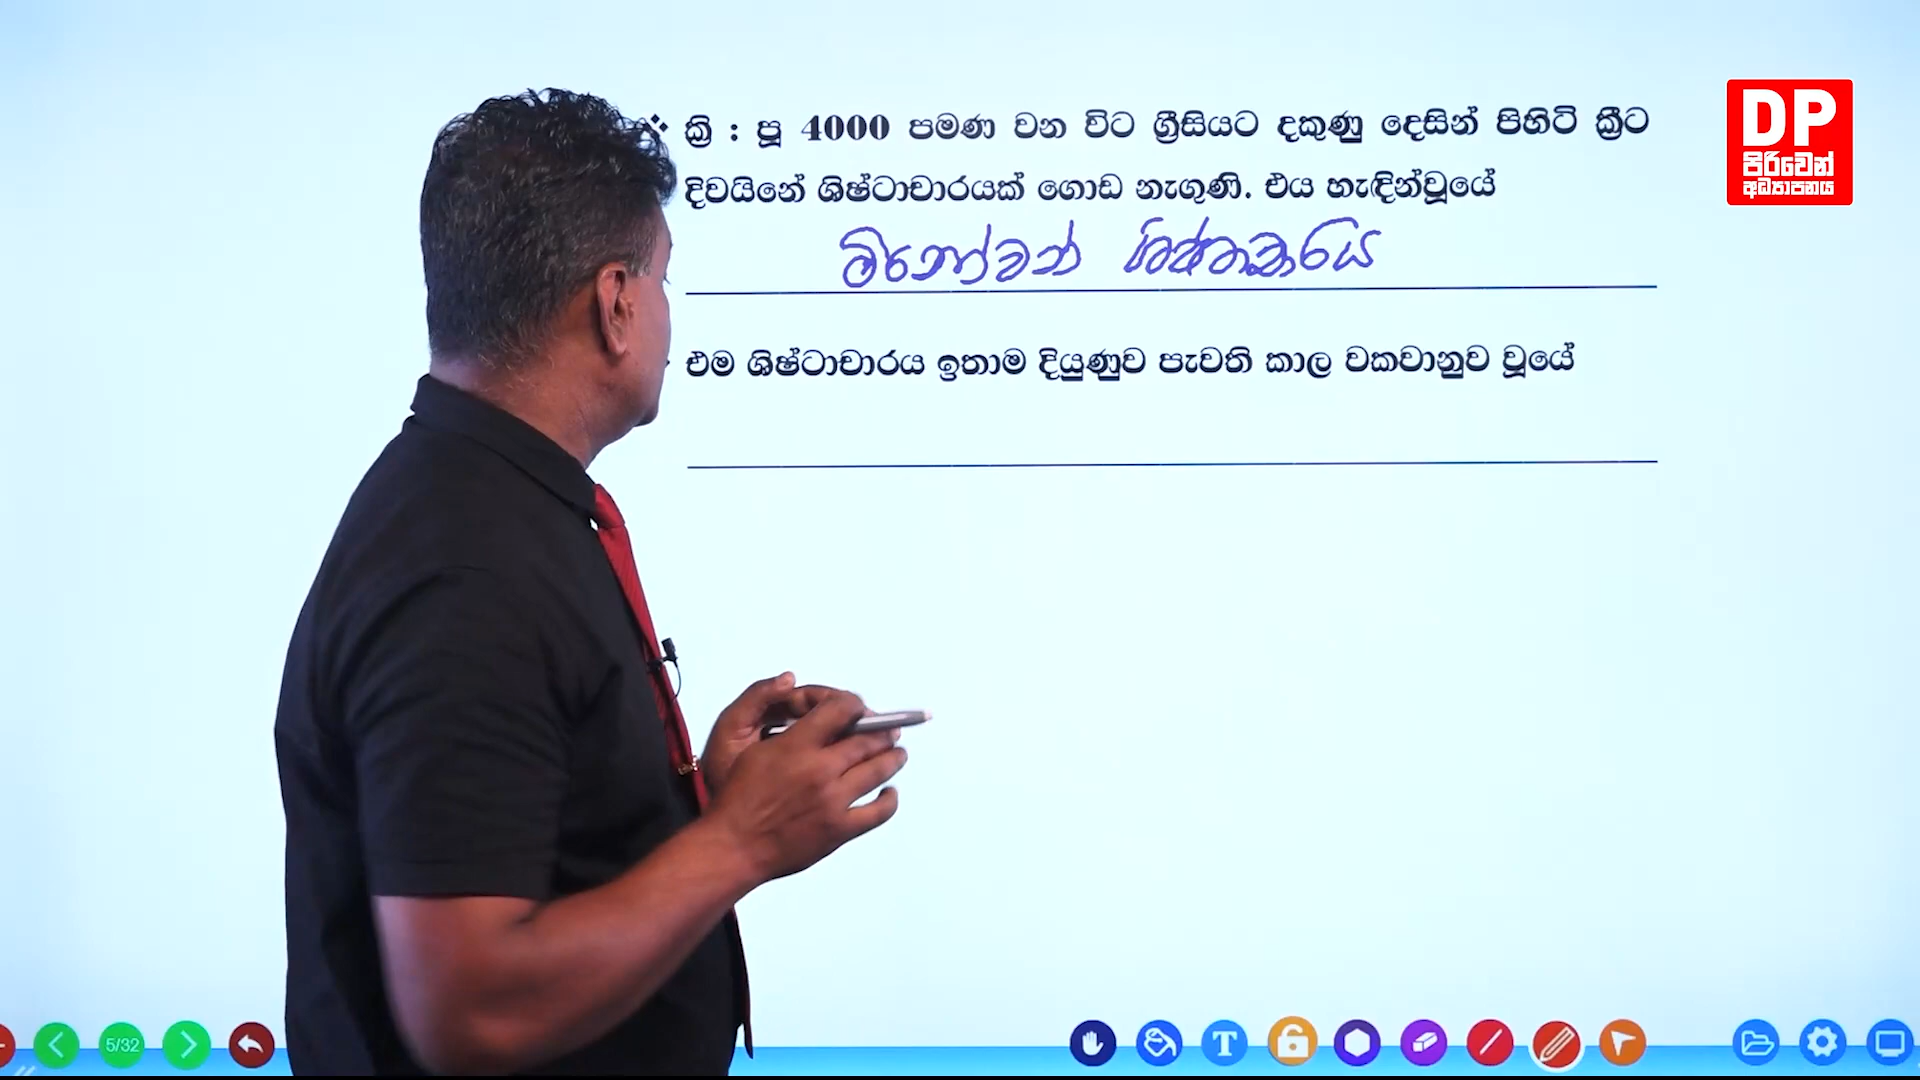 ❖ ක්‍රි : පූ 4000 පමණ වන විට ග්‍රීසියට දකුණු දෙසින් පිහිටි ක්‍රීට
දිවයිනේ ශිෂ්ටාචාරයක් ගොඩ නැගුණි. එය හැඳින්වූයේ
මිනෝවන් ශිෂ්ඨාචාරය
එම ශිෂ්ටාචාරය ඉතාම දියුණුව පැවති කාල වකවානුව වූයේ
DP
පිරිවෙන්
අධ්‍යාපනය
5/32
T